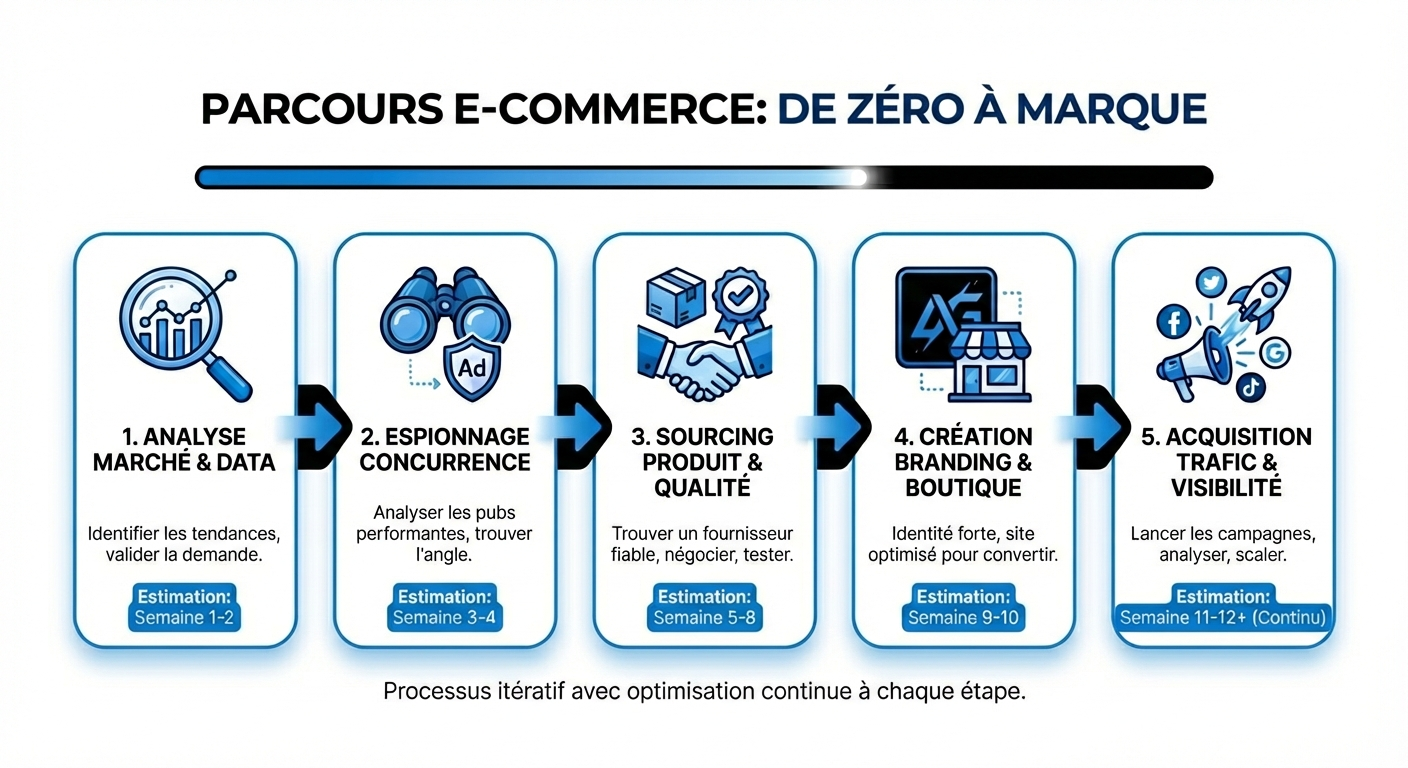 PARCOURS E-COMMERCE: DE ZÉRO À MARQUE
Ad
AG
1. ANALYSE
MARCHÉ & DATA
Identifier les tendances,
valider la demande.
Estimation:
Semaine 1-2
2. ESPIONNAGE
CONCURRENCE
Analyser les pubs
performantes, trouver
l'angle.
Estimation:
Semaine 3-4
3. SOURCING
PRODUIT &
QUALITÉ
Trouver un fournisseur
fiable, négocier, tester.
Estimation:
Semaine 5-8
4. CRÉATION
BRANDING &
BOUTIQUE
Identité forte, site
optimisé pour convertir.
Estimation:
Semaine 9-10
5. ACQUISITION
TRAFIC &
VISIBILITÉ
Lancer les campagnes,
analyser, scaler.
Estimation:
Semaine 11-12+ (Continu)
Processus itératif avec optimisation continue à chaque étape.